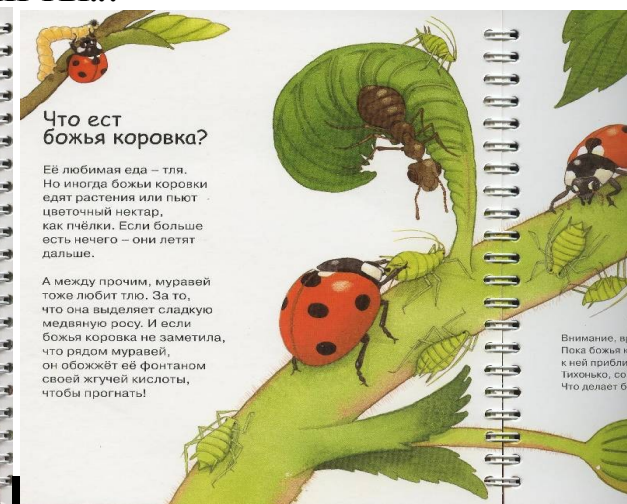 Что ест
божья коровка?
Её любимая еда – тля.
Но иногда божьи коровки
едят растения или пьют
цветочный нектар,
как пчёлки. Если больше
есть нечего – они летят
дальше.
А между прочим, муравей
тоже любит тлю. За то,
что она выделяет сладкую
медвяную росу. И если
божья коровка не заметила,
что рядом муравей,
он обожжёт её фонтаном
своей жгучей кислоты,
чтобы прогнать!
Внимание,
Пока божья
к ней
Тихонько,
Что делает